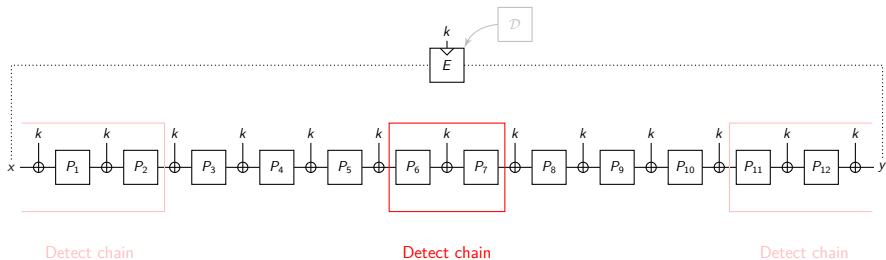 𝒟
k
E
k k k k k k k k k k k k k
x P₁ P₂ P₃ P₄ P₅ P₆ P₇ P₈ P₉ P₁₀ P₁₁ P₁₂ y
Detect chain Detect chain Detect chain